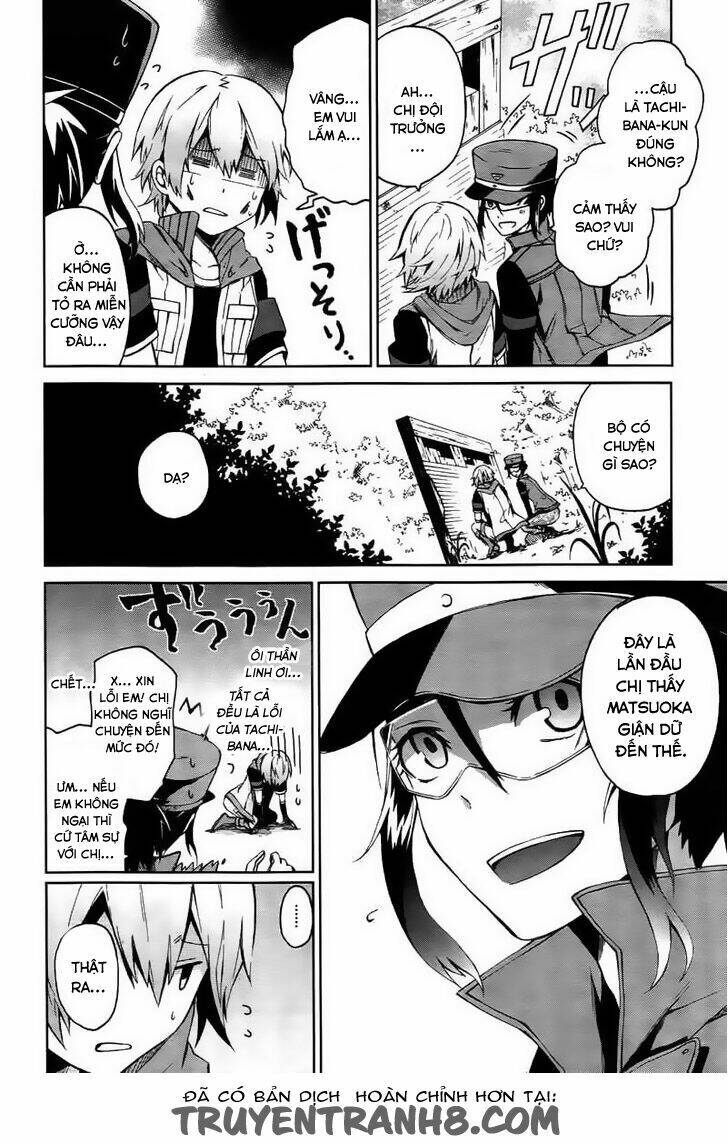 ザッ
…CẬU
LÀ TACHI-
BANA-KUN
ĐÚNG
KHÔNG?
CẢM THẤY
SAO? VUI
CHỨ?
AH…
CHỊ ĐỘI
TRƯỞNG
…
VÂNG…
EM VUI
LẮM Ạ…
げっそり‥
Ở…
KHÔNG
CẦN PHẢI
TỎ RA MIỄN
CƯỠNG VẬY
ĐÂU…
BỘ CÓ
CHUYỆN
GÌ SAO?
DẠ?
ĐÂY LÀ
LẦN ĐẦU
CHỊ THẤY
MATSUOKA
GIẬN DỮ
ĐẾN THẾ.
ずぅぅぅん
ÔI THẦN
LINH ƠI…
TẤT CẢ
ĐỀU LÀ LỖI
CỦA TACHI-
BANA…
CHẾT…
X… XIN
LỖI EM! CHỊ
KHÔNG NGHĨ
CHUYỆN ĐẾN
MỨC ĐÓ!
ƯM… NẾU
EM KHÔNG
NGẠI THÌ
CỨ TÂM SỰ
VỚI CHỊ…
……
THẬT
RA…
ĐÃ CÓ BẢN DỊCH HOÀN CHỈNH HƠN TẠI:
TRUYENTRANH8.COM